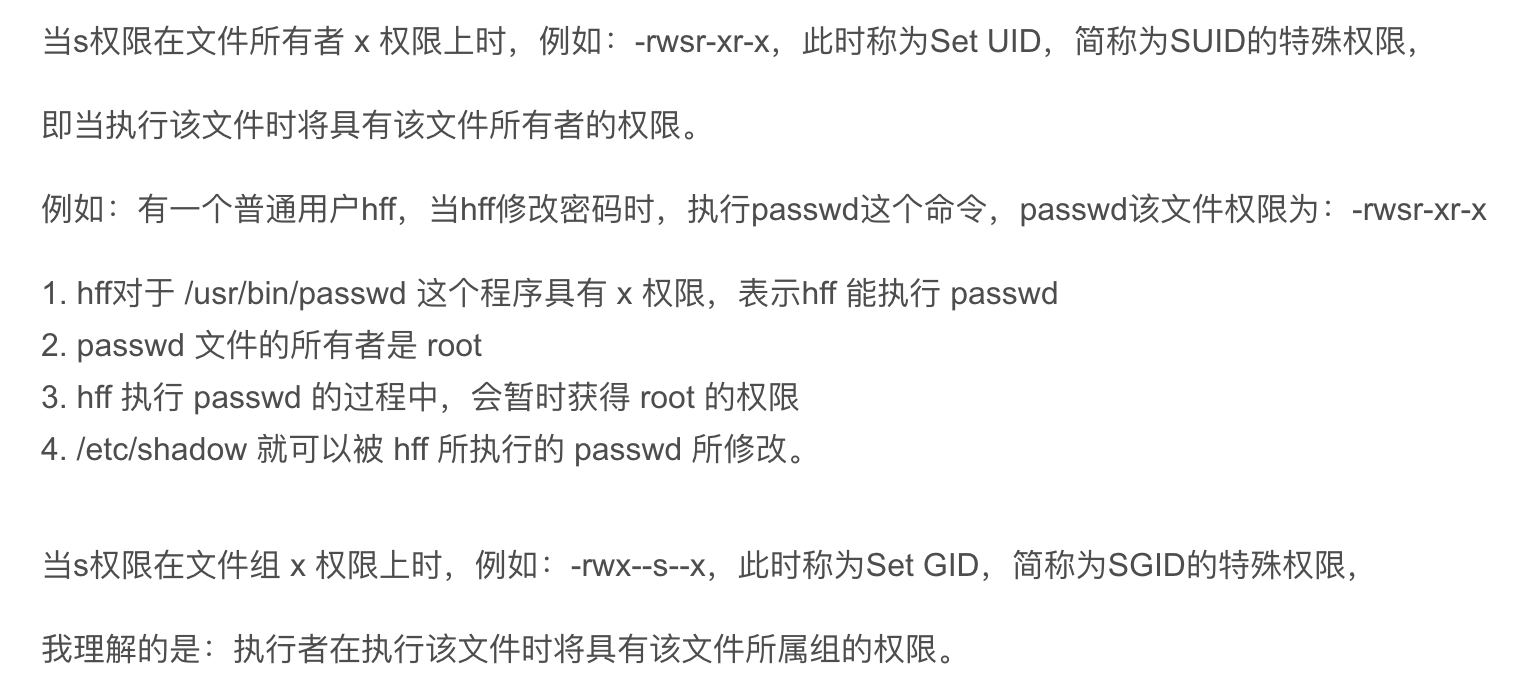 当s权限在文件所有者 x 权限上时，例如：-rwsr-xr-x，此时称为Set UID，简称为SUID的特殊权限，
即当执行该文件时将具有该文件所有者的权限。
例如：有一个普通用户hff，当hff修改密码时，执行passwd这个命令，passwd该文件权限为：-rwsr-xr-x
1. hff对于 /usr/bin/passwd 这个程序具有 x 权限，表示hff 能执行 passwd
2. passwd 文件的所有者是 root
3. hff 执行 passwd 的过程中，会暂时获得 root 的权限
4. /etc/shadow 就可以被 hff 所执行的 passwd 所修改。
当s权限在文件组 x 权限上时，例如：-rwx--s--x，此时称为Set GID，简称为SGID的特殊权限，
我理解的是：执行者在执行该文件时将具有该文件所属组的权限。